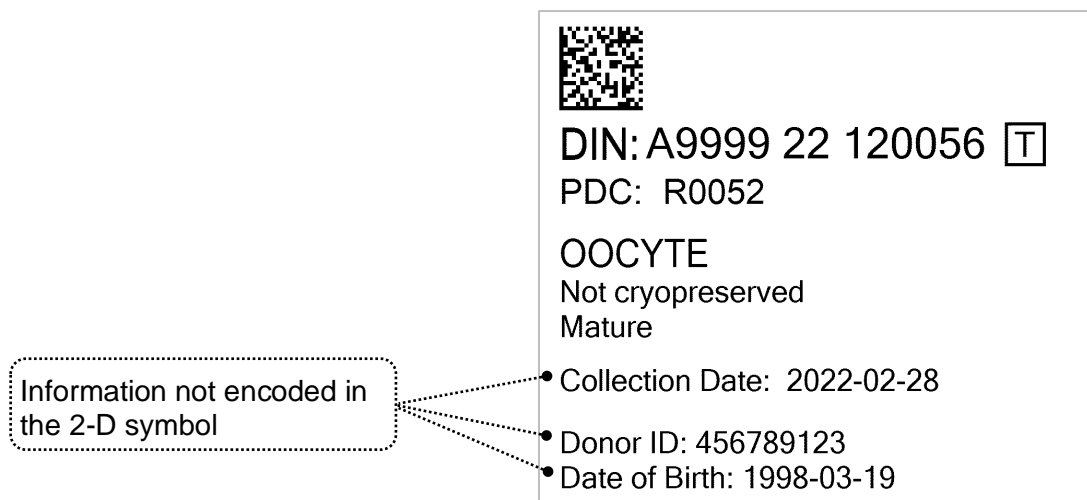 DIN: A9999 22 120056 T
PDC: R0052
OOCYTE
Not cryopreserved
Mature
Information not encoded in
the 2-D symbol
Collection Date: 2022-02-28
Donor ID: 456789123
Date of Birth: 1998-03-19